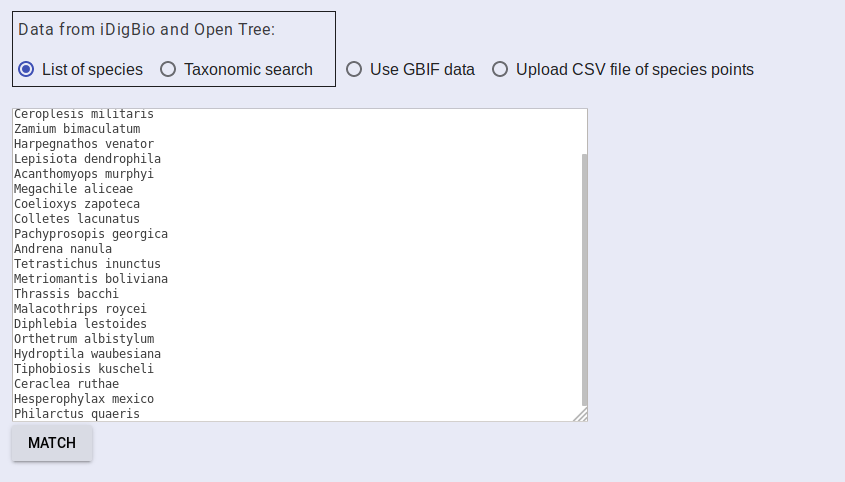 Data from iDigBio and Open Tree:
List of species Taxonomic search Use GBIF data Upload CSV file of species points
Ceroplesis militaris
Zamium bimaculatum
Harpegnathos venator
Lepisiota dendrophila
Acanthomyops murphyi
Megachile aliceae
Coelioxys zapoteca
Colletes lacunatus
Pachyprosopis georgica
Andrena nanula
Tetrastichus inunctus
Metriomantis boliviana
Thrassis bacchi
Malacothrips roycei
Diphlebia lestoides
Orthetrum albistylum
Hydroptila waubesiana
Tiphobiosis kuscheli
Ceraclea ruthae
Hesperophylax mexico
Philarctus quaeris
MATCH